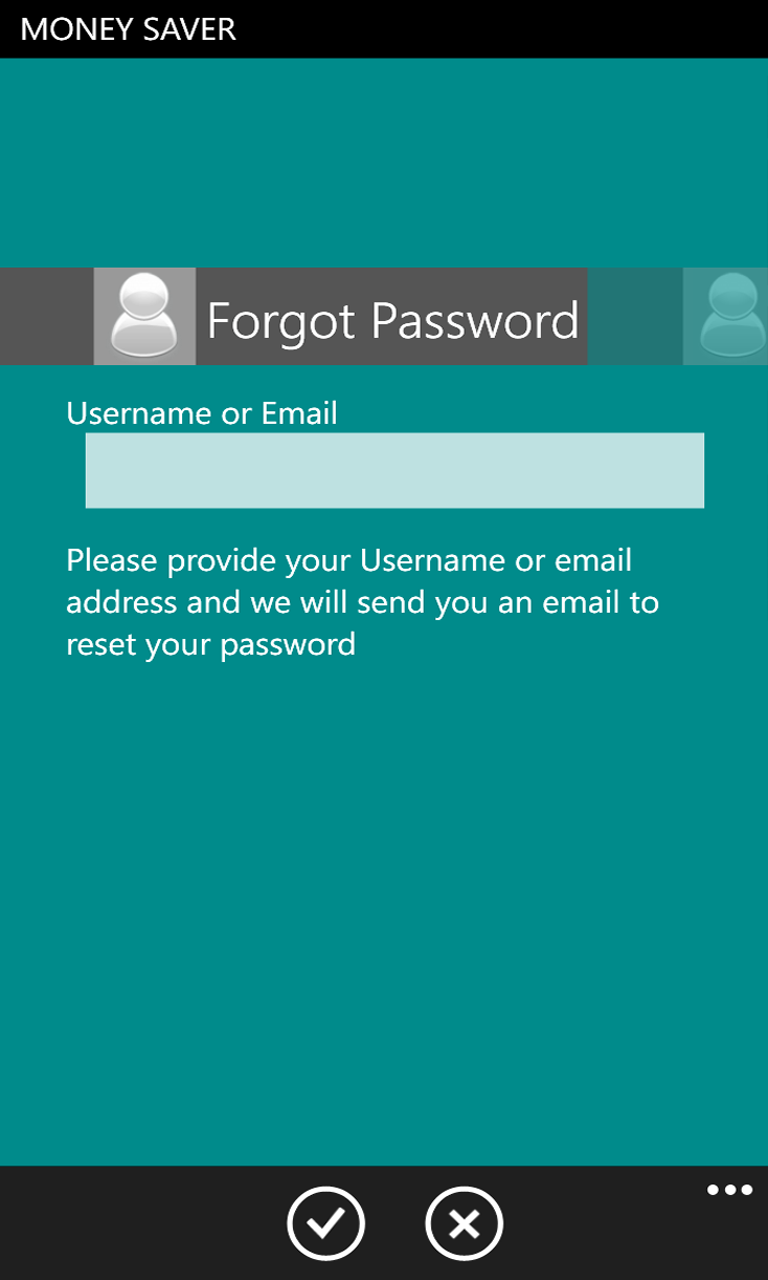 MONEY SAVER
Forgot Password
Username or Email
Please provide your Username or email
address and we will send you an email to
reset your password